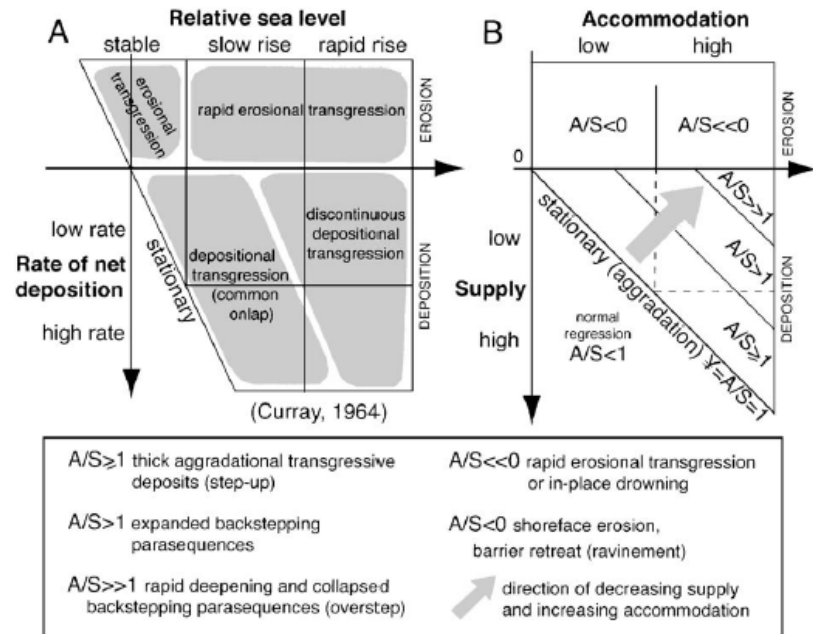 A
Relative sea level
stable
slow rise
rapid rise
erosional
transgression
rapid erosional transgression
EROSION
low rate
Rate of net
deposition
high rate
stationary
depositional
transgression
(common
onlap)
discontinuous
depositional
transgression
DEPOSITION
(Curray, 1964)
B
Accommodation
low
high
A/S<0
A/S<<0
EROSION
0
low
Supply
high
stationary (aggradation) ¥=A/S=1
A/S>>1
A/S>1
A/S≥1
normal
regression
A/S<1
DEPOSITION
A/S≥1 thick aggradational transgressive
deposits (step-up)
A/S>1 expanded backstepping
parasequences
A/S>>1 rapid deepening and collapsed
backstepping parasequences (overstep)
A/S<<0 rapid erosional transgression
or in-place drowning
A/S<0 shoreface erosion,
barrier retreat (ravinement)
direction of decreasing supply
and increasing accommodation